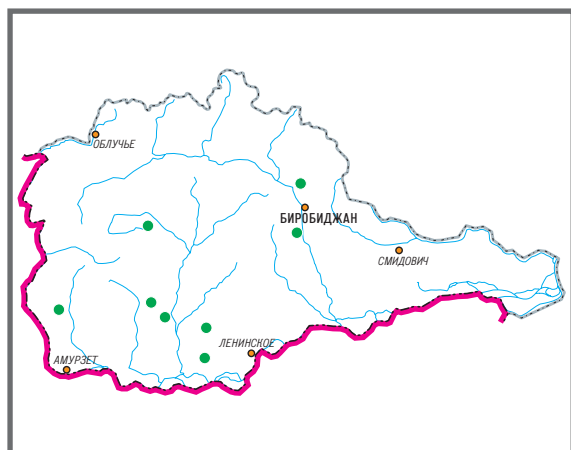 ОБЛУЧЬЕ
БИРОБИДЖАН
СМИДОВИЧ
ЛЕНИНСКОЕ
АМУРЗЕТ